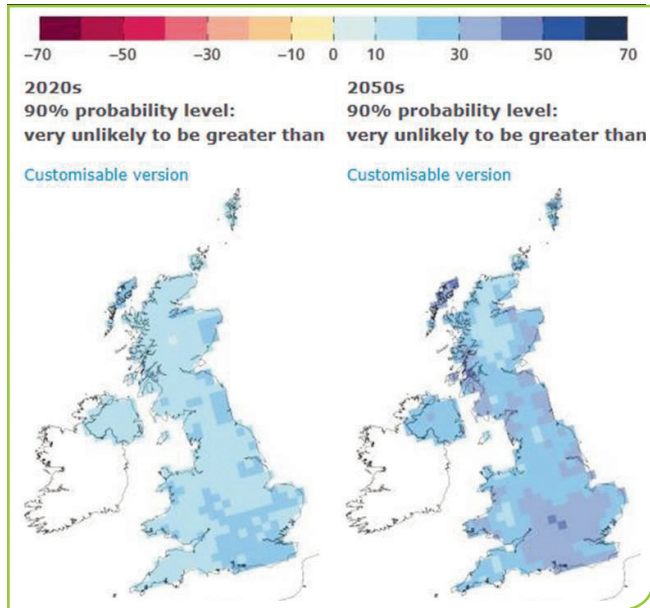 –70 –50 –30 –10 0 10 30 50 70
2020s
90% probability level:
very unlikely to be greater than
Customisable version
2050s
90% probability level:
very unlikely to be greater than
Customisable version